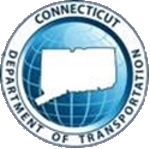 CONNECTICUT
DEPARTMENT OF TRANSPORTATION